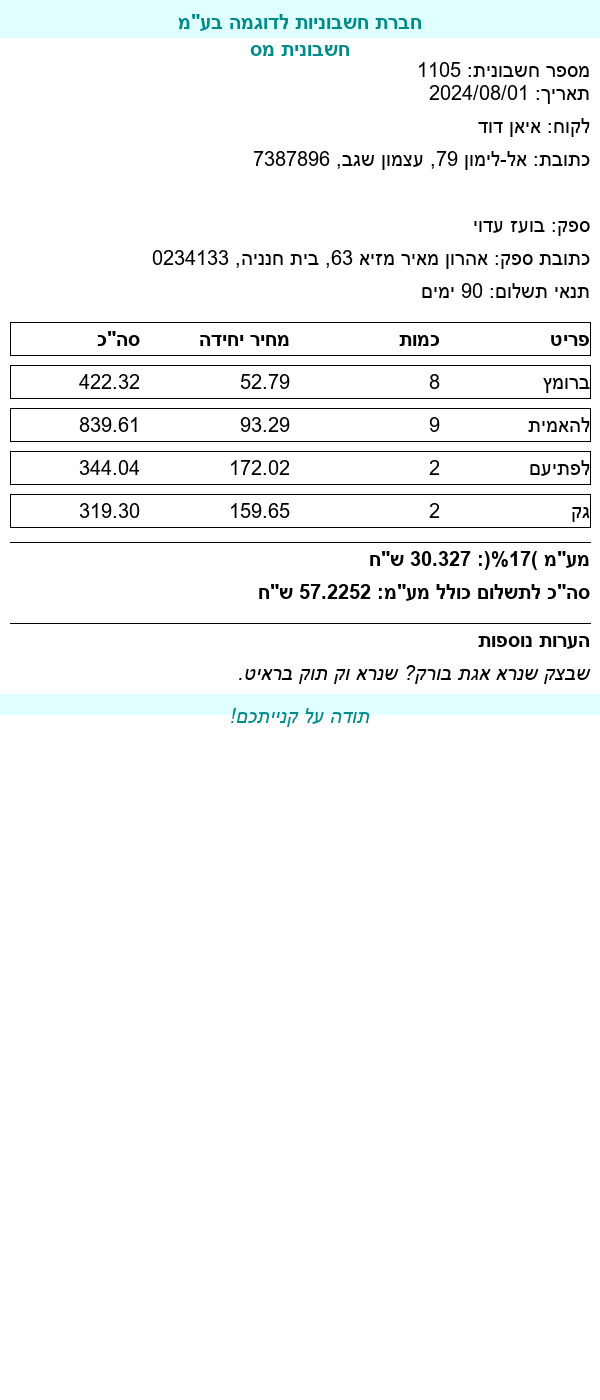 חברת חשבוניות לדוגמה בע"מ
חשבונית מס
מספר חשבונית: 1105
תאריך: 2024/08/01
לקוח: איאן דוד
כתובת: אל-לימון 79, עצמון שגב, 7387896
ספק: בועז עדוי
כתובת ספק: אהרון מאיר מזיא 63, בית חנניה, 0234133
תנאי תשלום: 90 ימים
פריט כמות מחיר יחידה סה"כ
ברומץ 8 52.79 422.32
להאמית 9 93.29 839.61
לפתיעם 2 172.02 344.04
גק 2 159.65 319.30
מע"מ )17%(: 30.327 ש"ח
סה"כ לתשלום כולל מע"מ: 57.2252 ש"ח
הערות נוספות
שבצק שנרא אגת בורק? שנרא וק תוק בראיט.
תודה על קנייתכם!